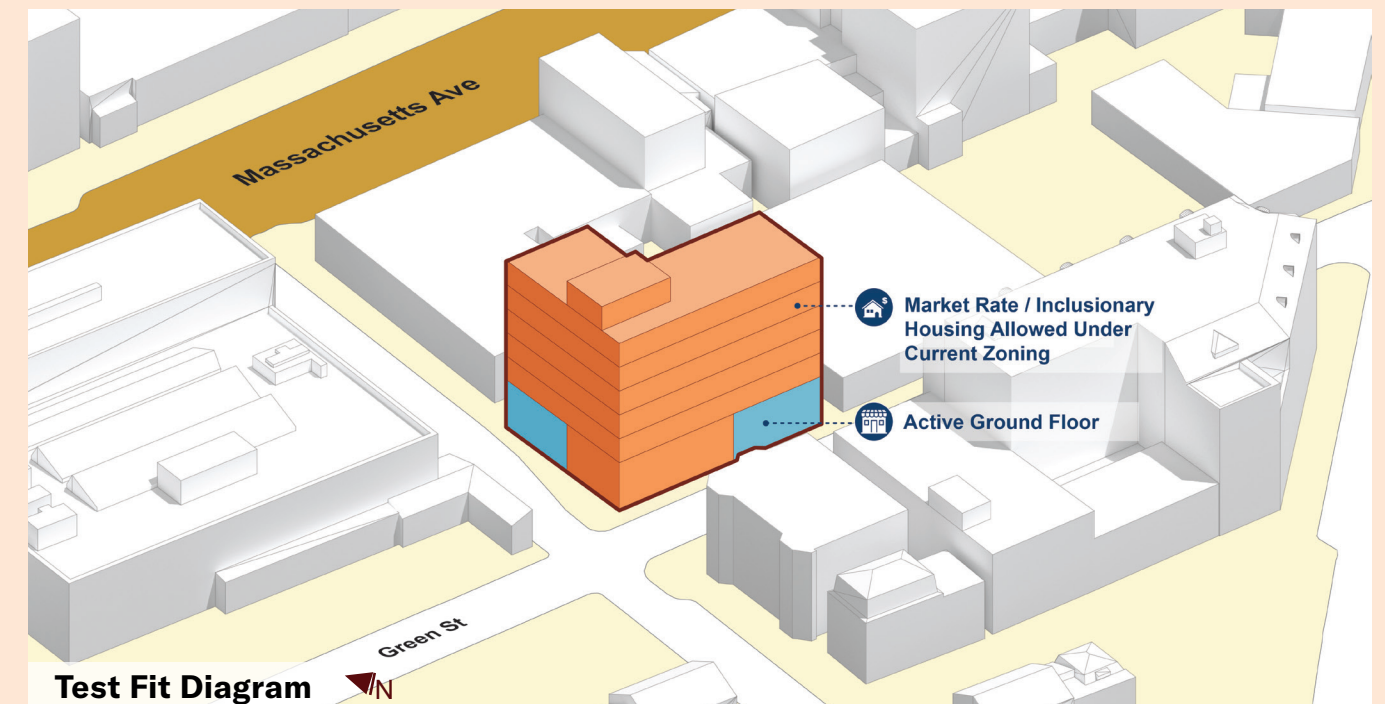 Massachusetts Ave
$
Market Rate / Inclusionary
Housing Allowed Under
Current Zoning
Active Ground Floor
Green St
Test Fit Diagram
N